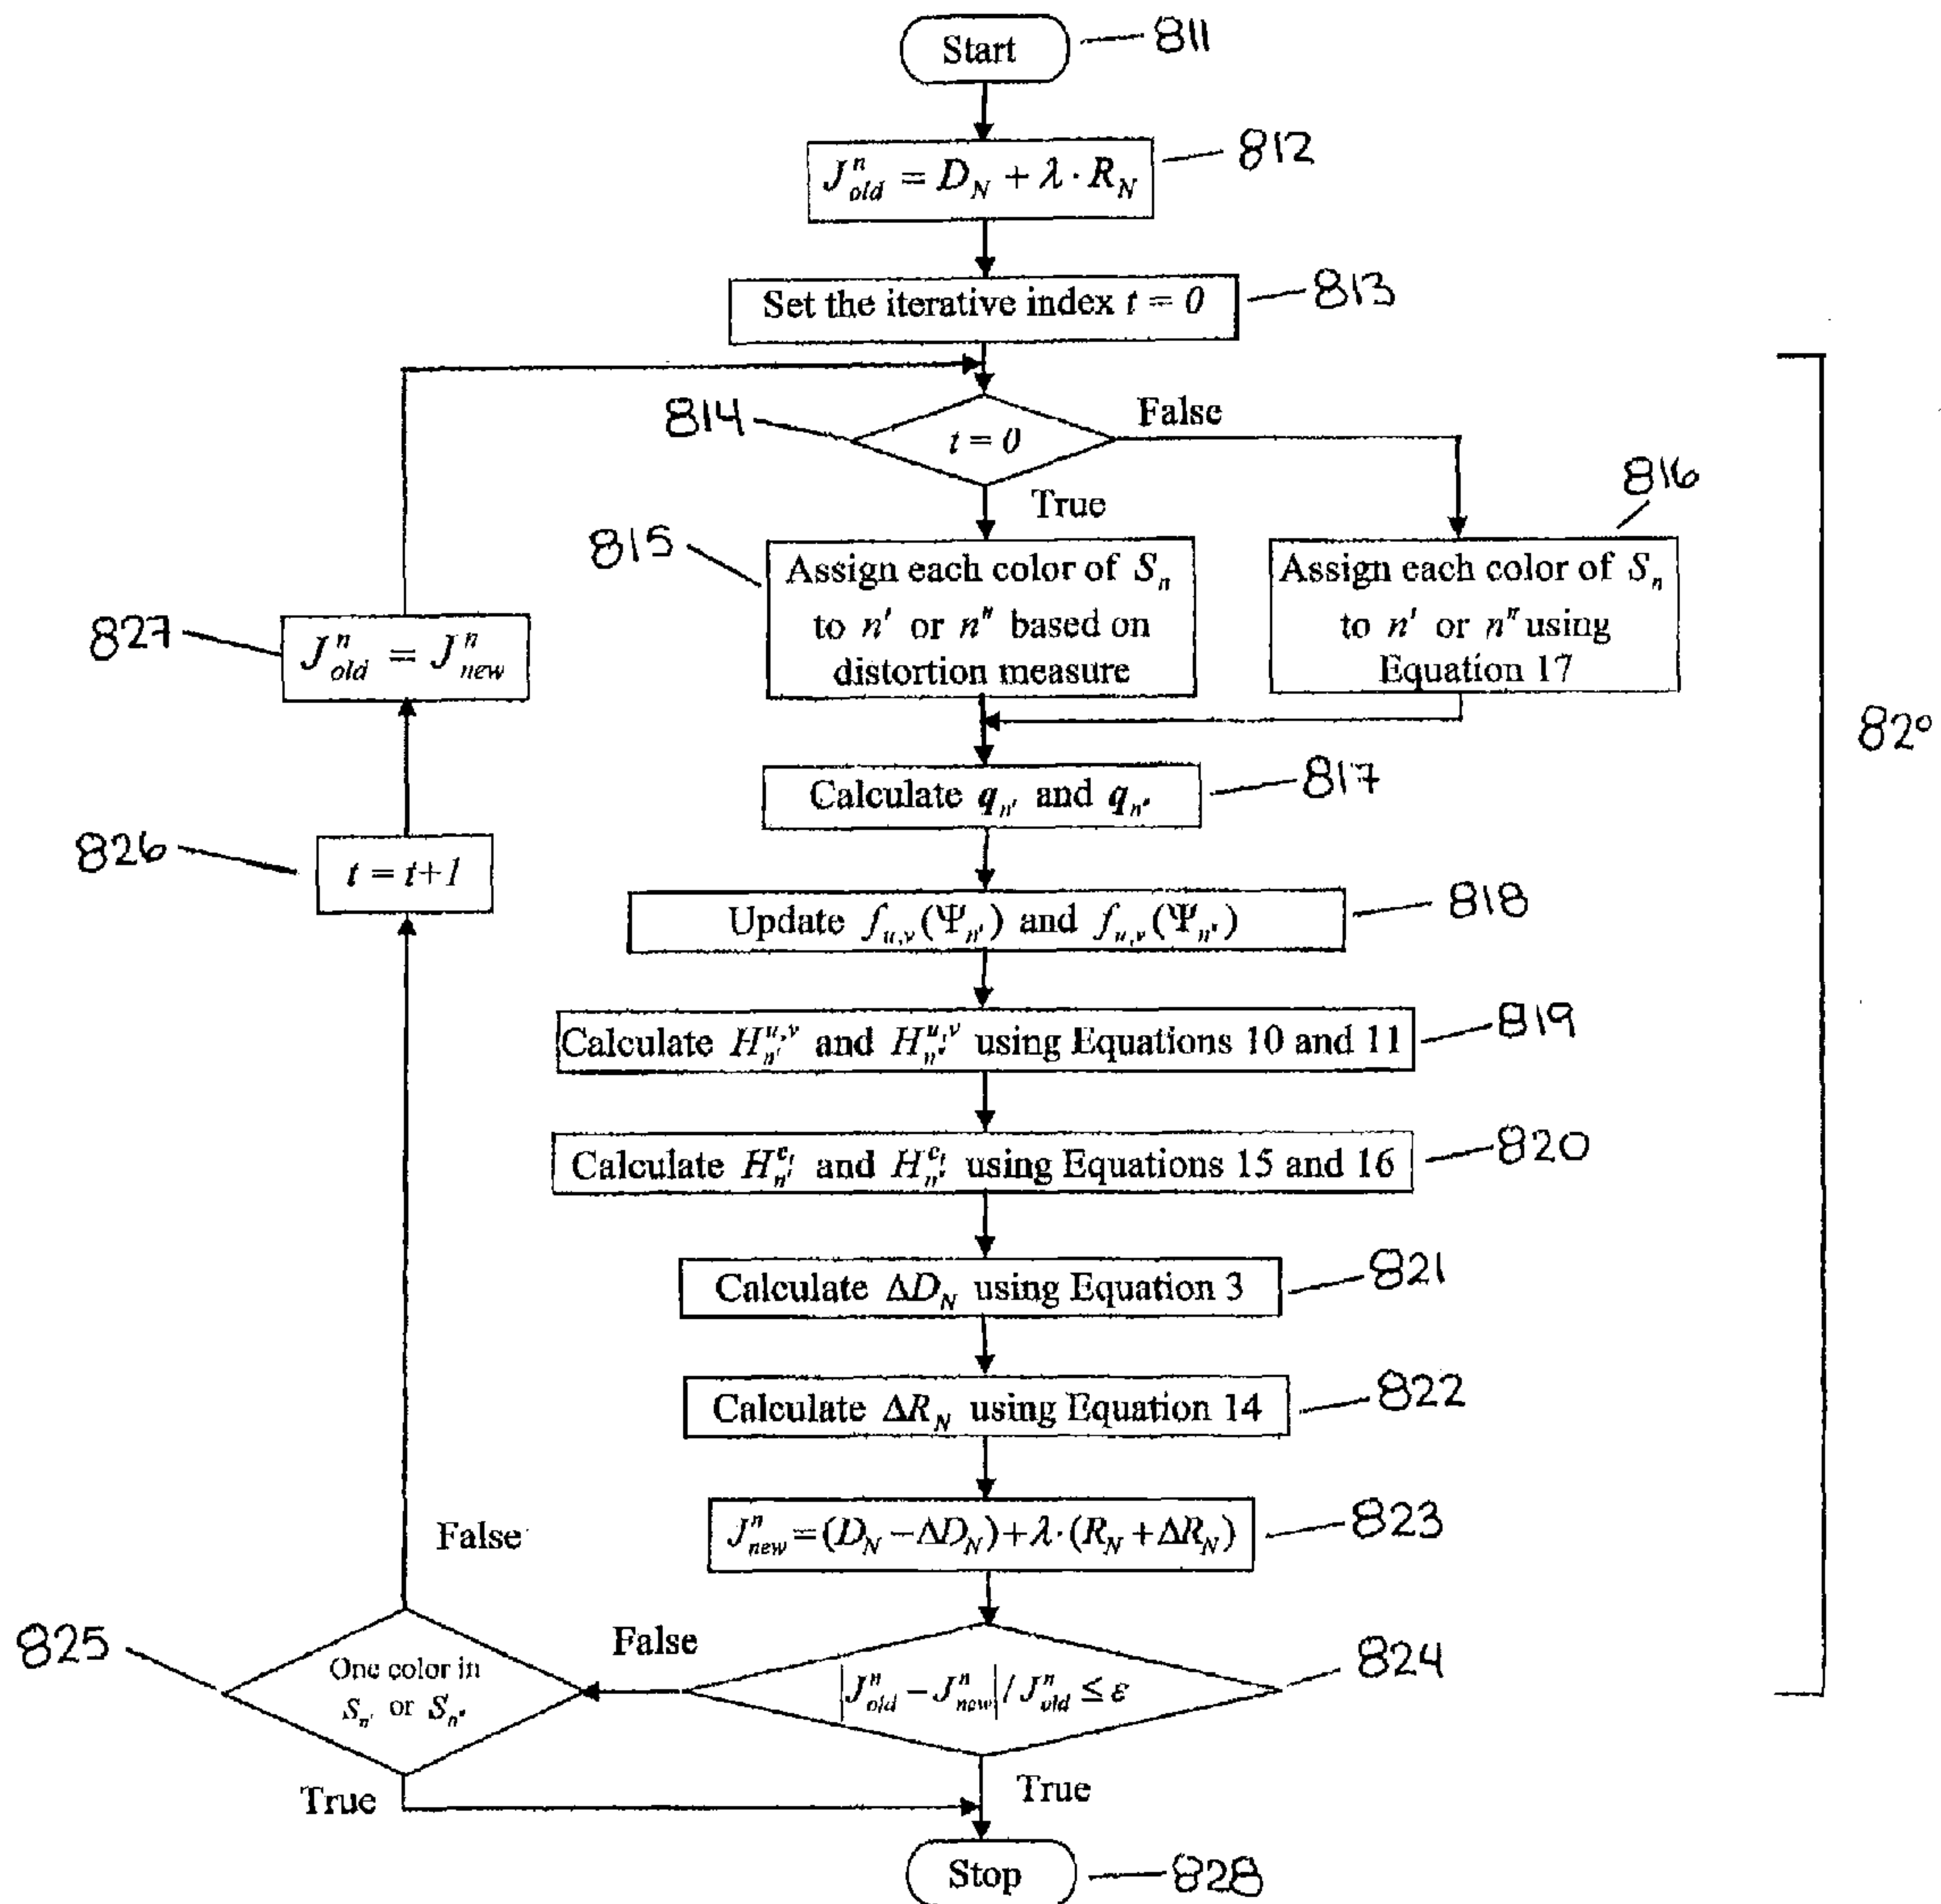 Start
811
J^n_old = D_N + λ · R_N
812
Set the iterative index t = 0
813
814
t = 0
False
True
815
Assign each color of S_n
to n′ or n″ based on
distortion measure
816
Assign each color of S_n
to n′ or n″ using
Equation 17
827
J^n_old = J^n_new
820
Calculate q_n′ and q_n″
817
826
t = t+1
Update f_u,v(Ψ_n′) and f_u,v(Ψ_n″)
818
Calculate H^u,v_n′ and H^u,v_n″ using Equations 10 and 11
819
Calculate H^c_i_n′ and H^c_i_n″ using Equations 15 and 16
820
Calculate ΔD_N using Equation 3
821
Calculate ΔR_N using Equation 14
822
J^n_new = (D_N − ΔD_N) + λ · (R_N + ΔR_N)
823
False
825
One color in
S_n′ or S_n″
False
|J^n_old − J^n_new| / J^n_old ≤ ε
824
True
True
Stop
828